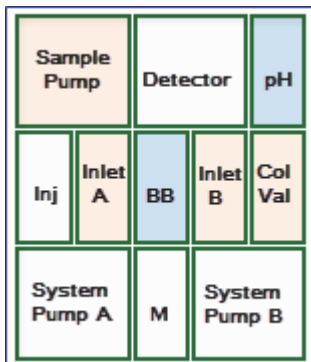 Sample
Pump
Detector
pH
Inj
Inlet
A
BB
Inlet
B
Col
Val
System
Pump A
M
System
Pump B